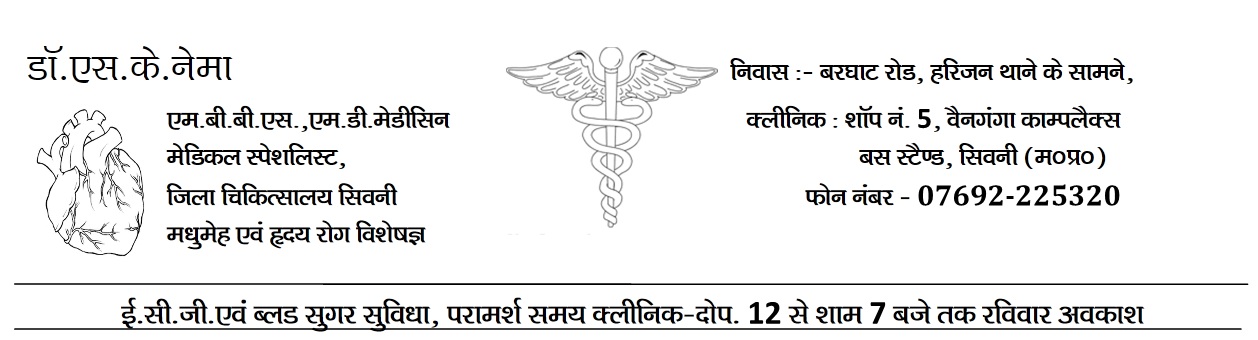 डॉ.एस.के.नेमा
एम.बी.बी.एस.,एम.डी.मेडीसिन
मेडिकल स्पेशलिस्ट,
जिला चिकित्सालय सिवनी
मधुमेह एवं हृदय रोग विशेषज्ञ
निवास :- बरघाट रोड, हरिजन थाने के सामने,
क्लीनिक : शॉप नं. 5, वैनगंगा काम्पलैक्स
बस स्टैण्ड, सिवनी (म०प्र०)
फोन नंबर - 07692-225320
ई.सी.जी.एवं ब्लड सुगर सुविधा, परामर्श समय क्लीनिक-दोप. 12 से शाम 7 बजे तक रविवार अवकाश